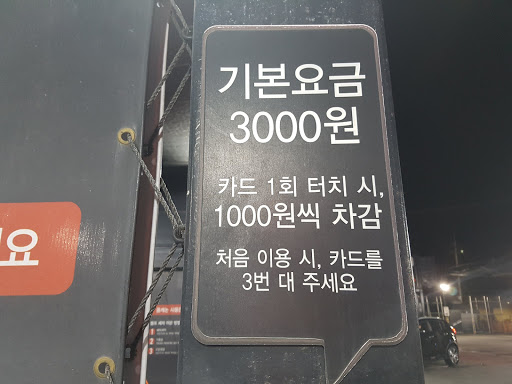 기본요금
3000원
카드 1회 터치 시,
1000원씩 차감
처음 이용 시, 카드를
3번 대 주세요
요